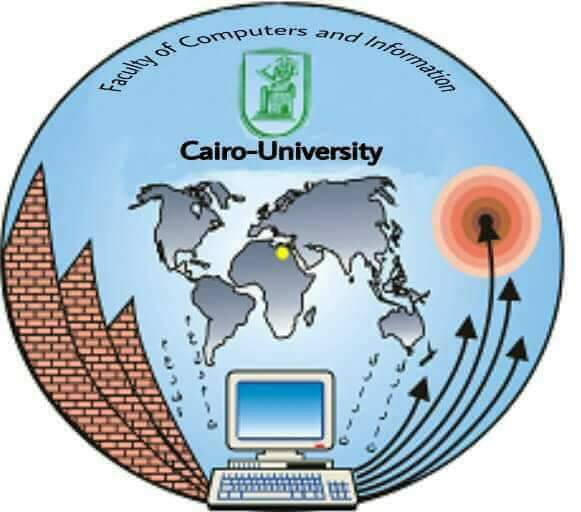 Faculty of Computers and Information
Cairo-University